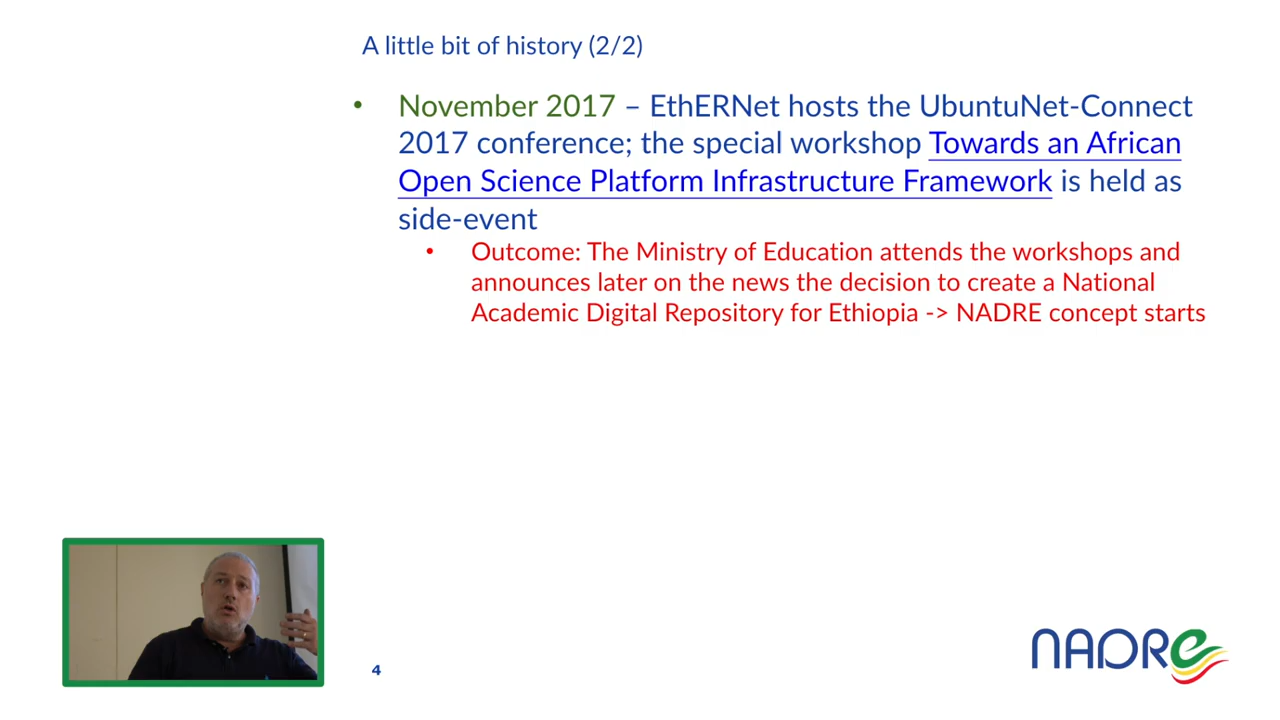 A little bit of history (2/2)
• November 2017 – EthERNet hosts the UbuntuNet-Connect
2017 conference; the special workshop Towards an African
Open Science Platform Infrastructure Framework is held as
side-event
• Outcome: The Ministry of Education attends the workshops and
announces later on the news the decision to create a National
Academic Digital Repository for Ethiopia -> NADRE concept starts
4
NADRe